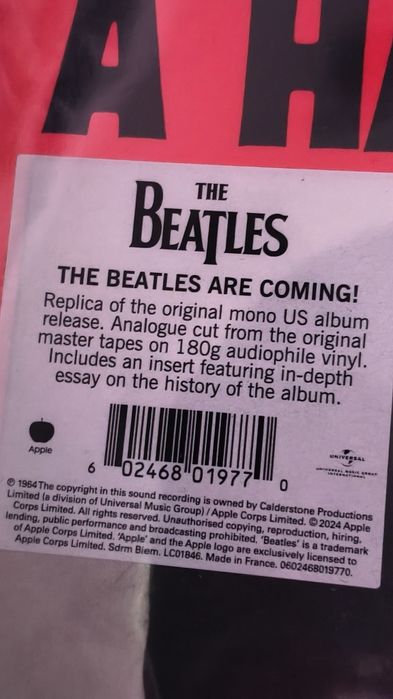 A HA
THE
BEATLES
THE BEATLES ARE COMING!
Replica of the original mono US album
release. Analogue cut from the original
master tapes on 180g audiophile vinyl.
Includes an insert featuring in-depth
essay on the history of the album.
Apple
UNIVERSAL
UNIVERSAL MUSIC GROUP
INTERNATIONAL
6 02468 01977 0
℗ 1964 The copyright in this sound recording is owned by Calderstone Productions
Limited (a division of Universal Music Group) / Apple Corps Limited. © 2024 Apple
Corps Limited. All rights reserved. Unauthorised copying, reproduction, hiring,
lending, public performance and broadcasting prohibited. 'Beatles' is a trademark
of Apple Corps Limited. 'Apple' and the Apple logo are exclusively licensed to
Apple Corps Limited. Sdrm Biem. LC01846. Made in France. 0602468019770.